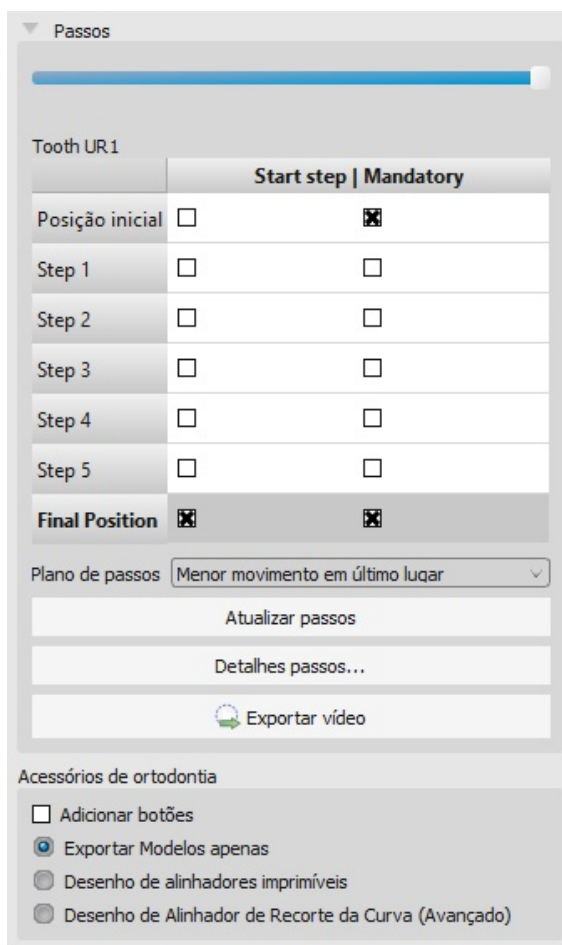 Passos
Tooth UR1
Start step | Mandatory
Posição inicial
Step 1
Step 2
Step 3
Step 4
Step 5
Final Position
Plano de passos Menor movimento em último lugar
Atualizar passos
Detalhes passos...
Exportar vídeo
Acessórios de ortodontia
Adicionar botões
Exportar Modelos apenas
Desenho de alinhadores imprimíveis
Desenho de Alinhador de Recorte da Curva (Avançado)